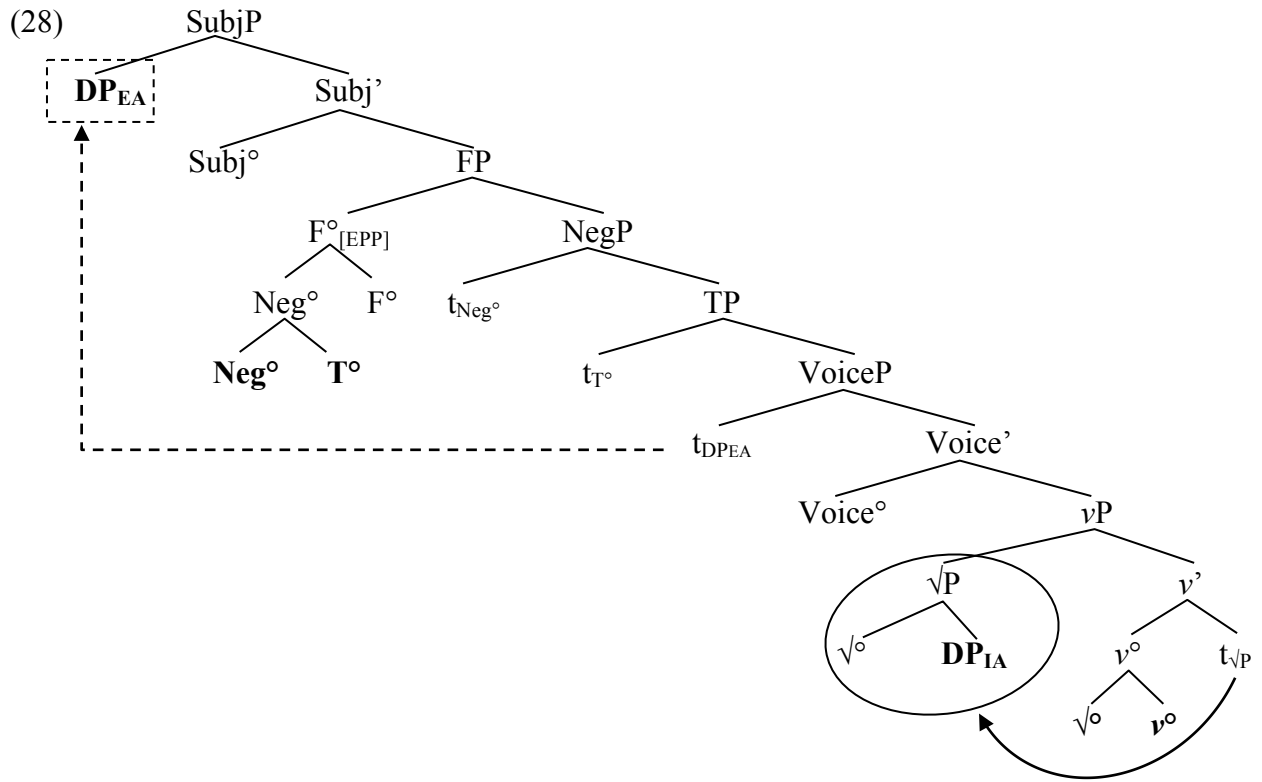 (28) SubjP
DP_EA Subj’
Subj° FP
F°[EPP] NegP
Neg° F° t_Neg° TP
Neg° T° t_T° VoiceP
t_DP_EA Voice’
Voice° vP
√P v’
√° DP_IA v° t_√P
√° v°